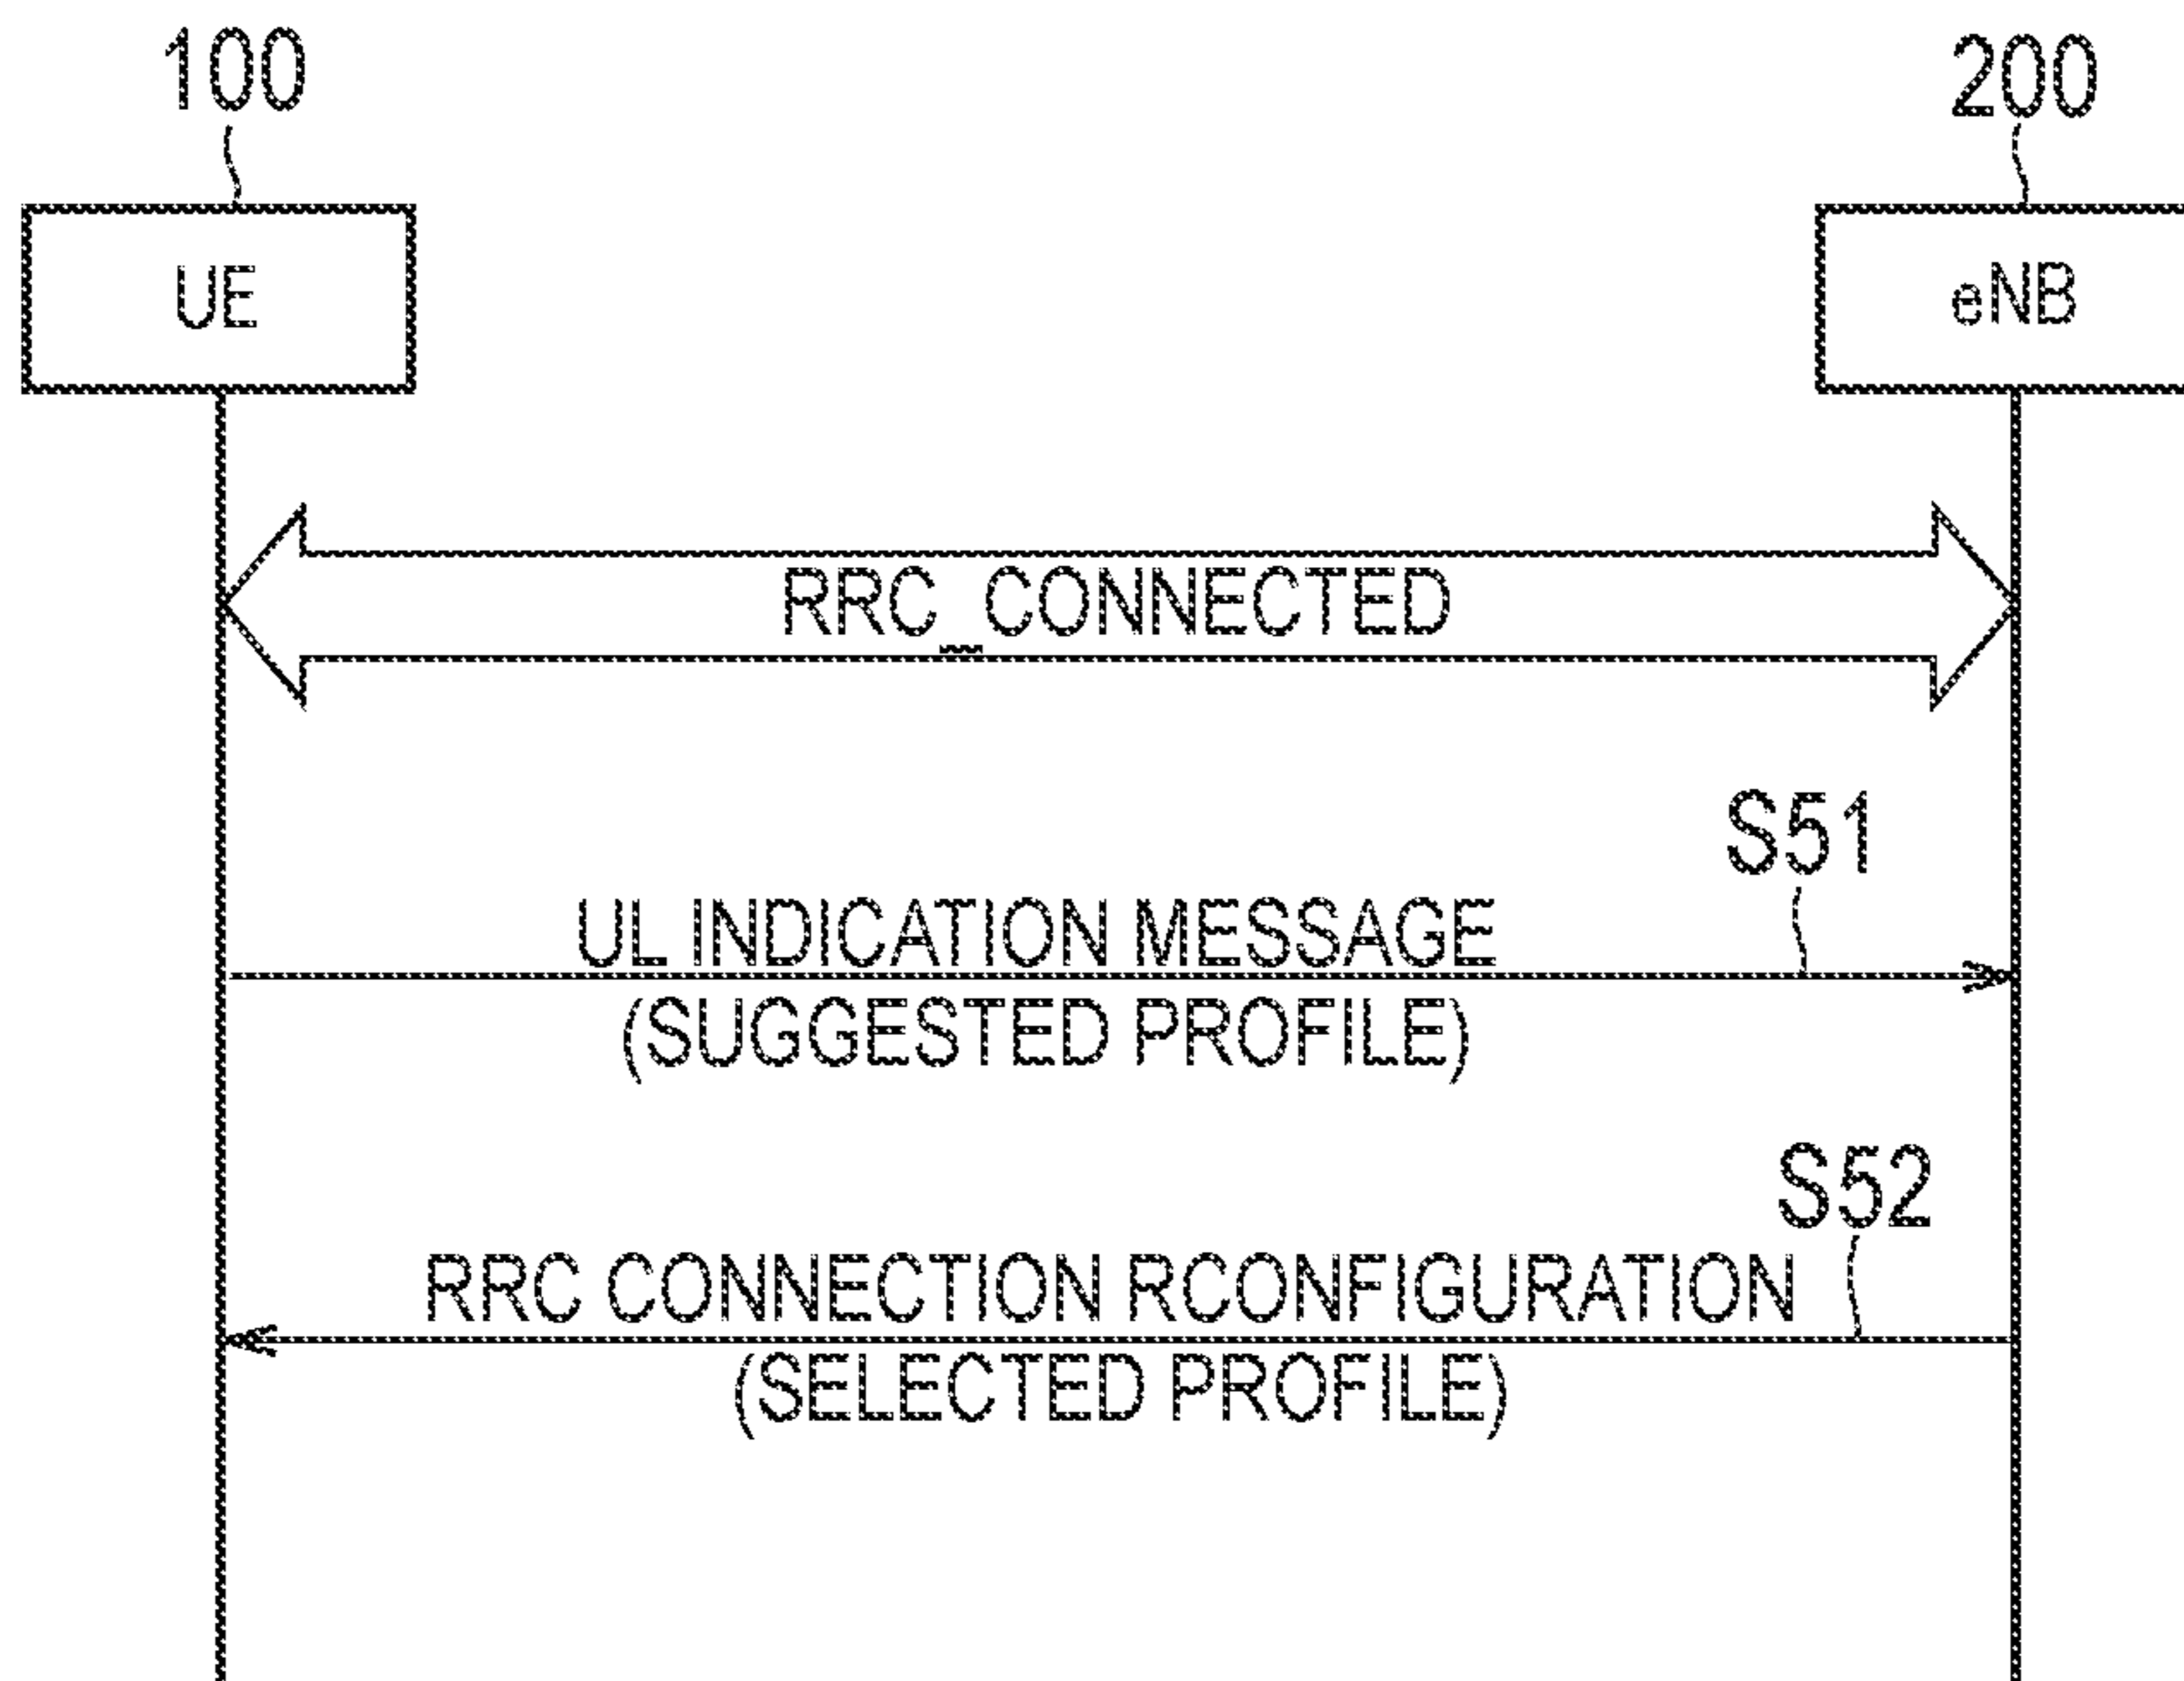 100
200
UE
eNB
RRC_CONNECTED
S51
UL INDICATION MESSAGE
(SUGGESTED PROFILE)
S52
RRC CONNECTION RCONFIGURATION
(SELECTED PROFILE)